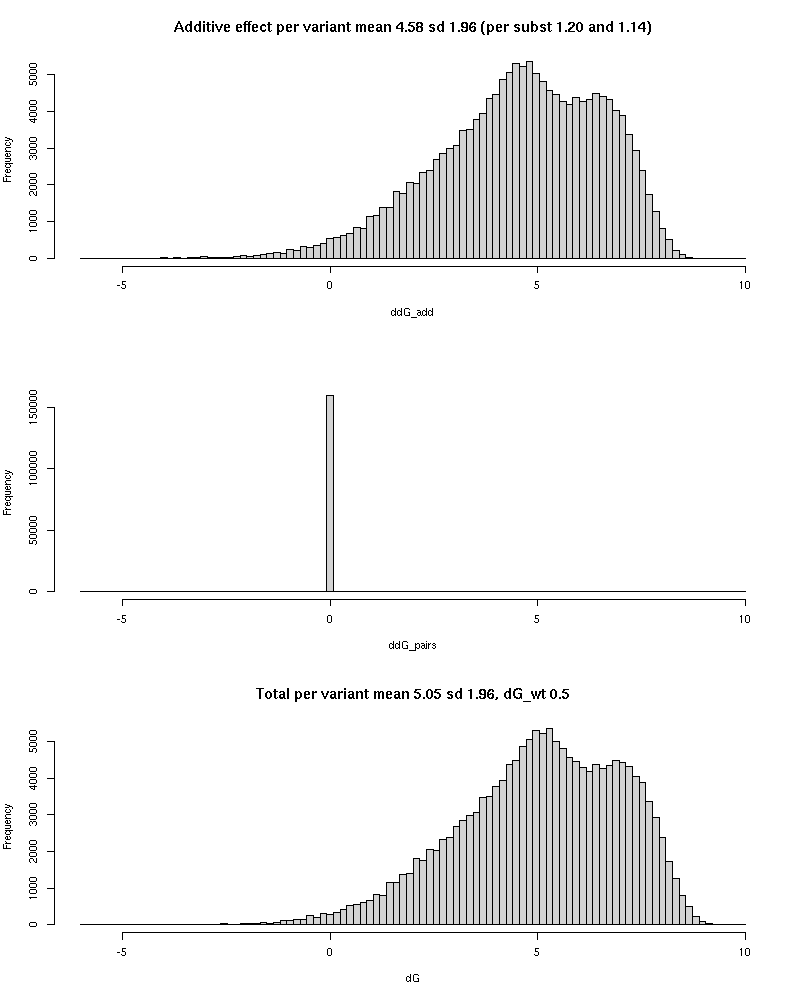 Additive effect per variant mean 4.58 sd 1.96 (per subst 1.20 and 1.14)
Frequency
5000
4000
3000
2000
1000
0
-5 0 5 10
ddG_add
Frequency
150000
100000
50000
0
-5 0 5 10
ddG_pairs
Total per variant mean 5.05 sd 1.96, dG_wt 0.5
Frequency
5000
4000
3000
2000
1000
0
-5 0 5 10
dG